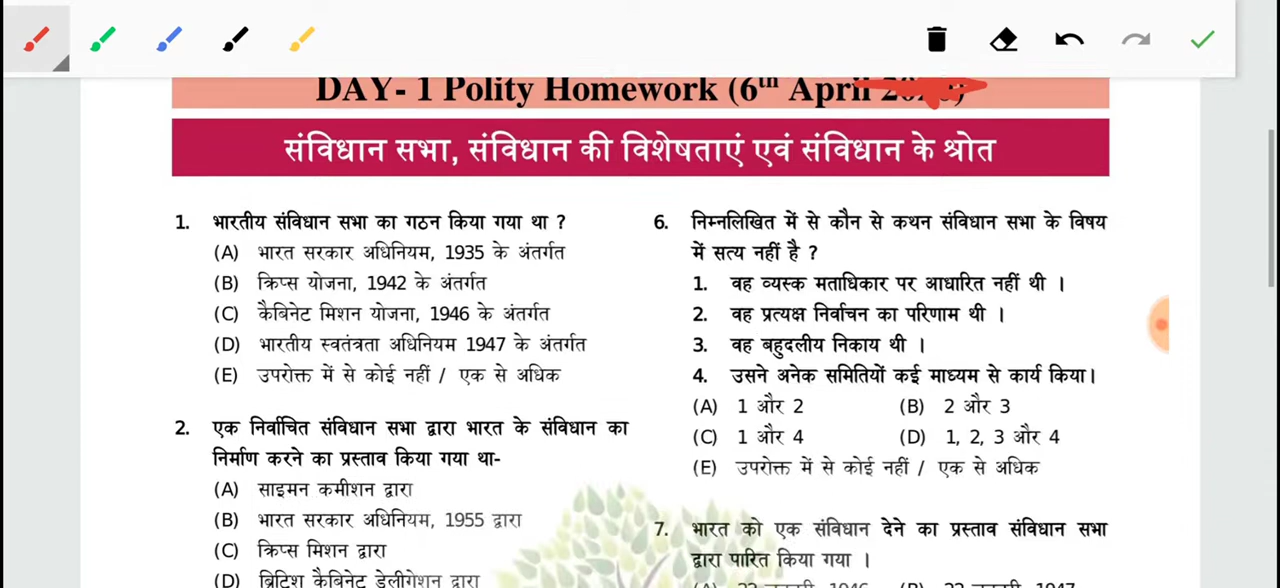 DAY- 1 Polity Homework (6th April
संविधान सभा, संविधान की विशेषताएं एवं संविधान के श्रोत
1. भारतीय संविधान सभा का गठन किया गया था ?
(A) भारत सरकार अधिनियम, 1935 के अंतर्गत
(B) क्रिप्स योजना, 1942 के अंतर्गत
(C) कैबिनेट मिशन योजना, 1946 के अंतर्गत
(D) भारतीय स्वतंत्रता अधिनियम 1947 के अंतर्गत
(E) उपरोक्त में से कोई नहीं / एक से अधिक
2. एक निर्वाचित संविधान सभा द्वारा भारत के संविधान का
निर्माण करने का प्रस्ताव किया गया था-
(A) साइमन कमीशन द्वारा
(B) भारत सरकार अधिनियम, 1955 द्वारा
(C) क्रिप्स मिशन द्वारा
(D) ब्रिटिश कैबिनेट डेलीगेशन द्वारा
6. निम्नलिखित में से कौन से कथन संविधान सभा के विषय
में सत्य नहीं है ?
1. वह व्यस्क मताधिकार पर आधारित नहीं थी ।
2. वह प्रत्यक्ष निर्वाचन का परिणाम थी ।
3. वह बहुदलीय निकाय थी ।
4. उसने अनेक समितियों कई माध्यम से कार्य किया।
(A) 1 और 2 (B) 2 और 3
(C) 1 और 4 (D) 1, 2, 3 और 4
(E) उपरोक्त में से कोई नहीं / एक से अधिक
7. भारत को एक संविधान देने का प्रस्ताव संविधान सभा
द्वारा पारित किया गया ।